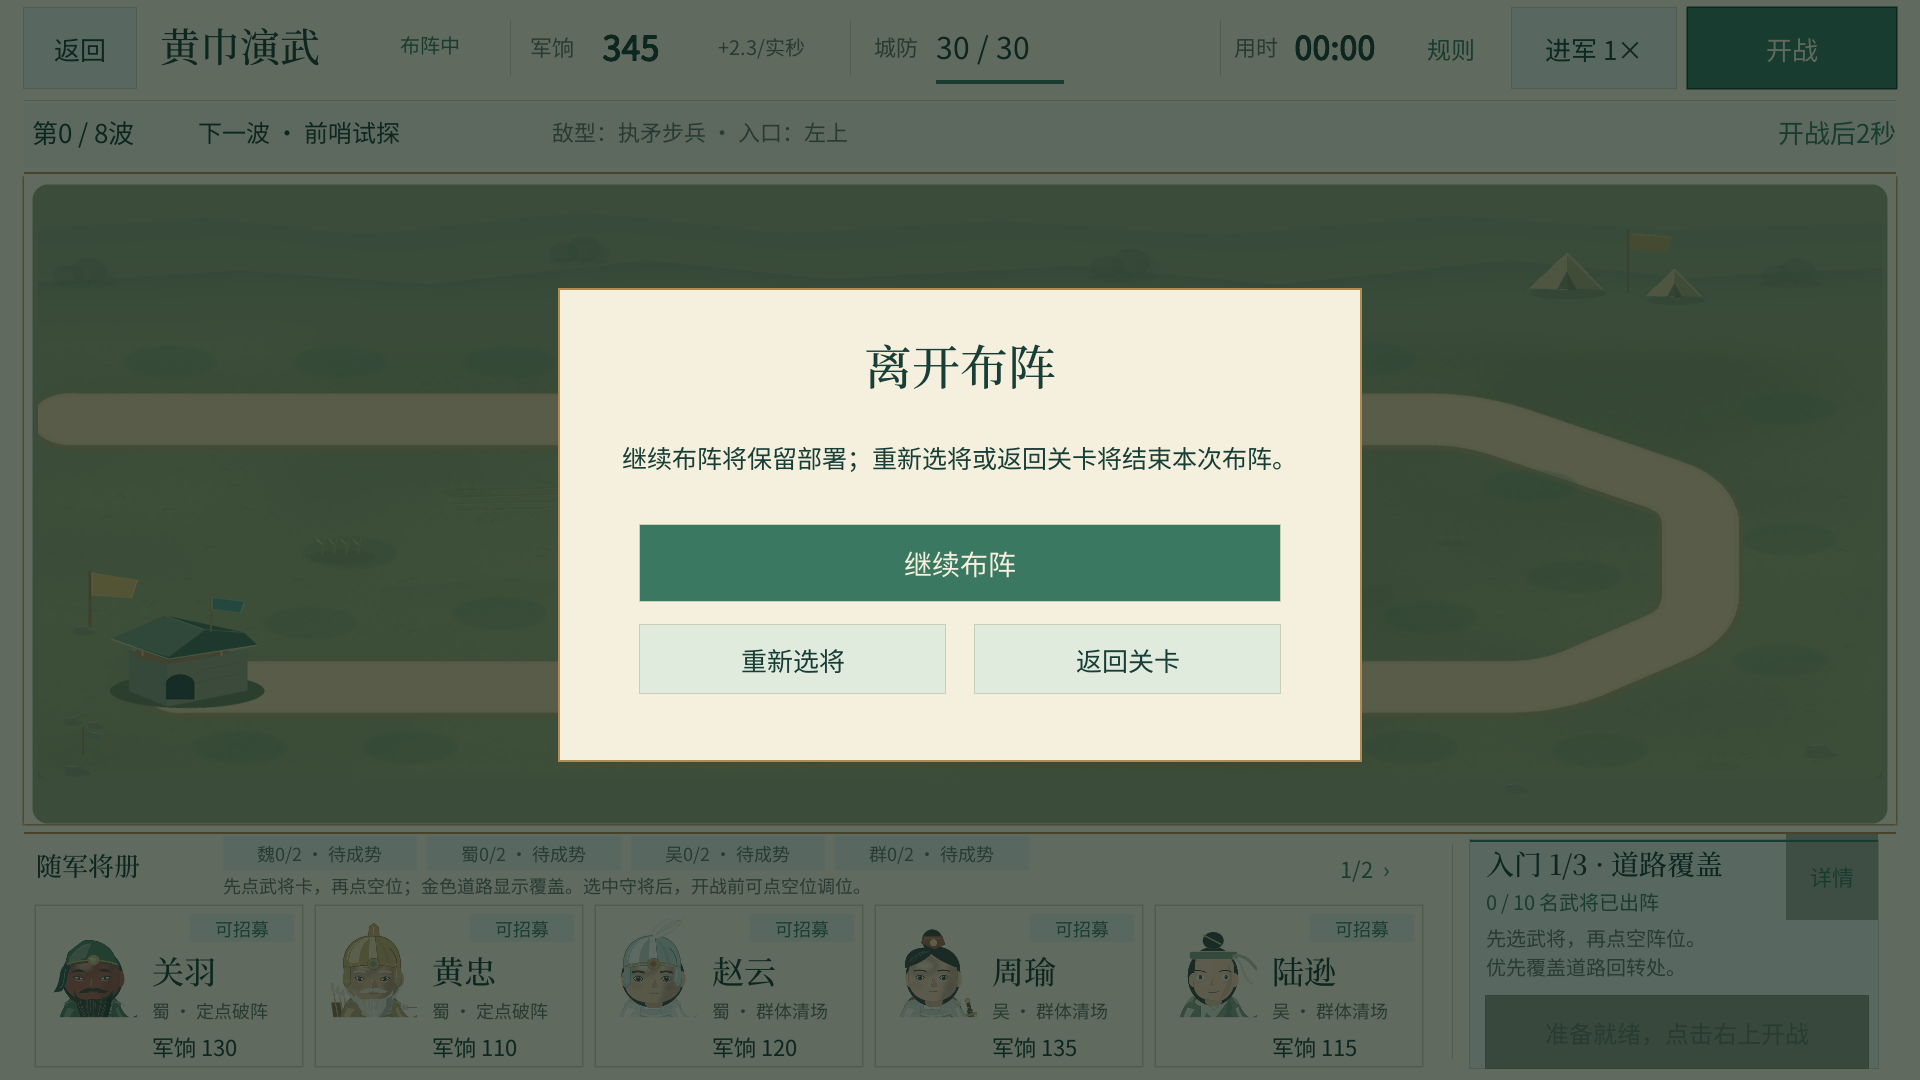 返回
黄巾演武
布阵中
军饷 345
+2.3/实秒
城防 30 / 30
用时 00:00
规则
进军 1×
开战
第0 / 8波
下一波 · 前哨试探
敌型：执矛步兵 · 入口：左上
开战后2秒
离开布阵
继续布阵将保留部署；重新选将或返回关卡将结束本次布阵。
继续布阵
重新选将
返回关卡
随军将册
魏0/2 · 待成势
蜀0/2 · 待成势
吴0/2 · 待成势
群0/2 · 待成势
先点武将卡，再点空位；金色道路显示覆盖。选中守将后，开战前可点空位调位。
1/2 ›
可招募
关羽
蜀 · 定点破阵
军饷 130
可招募
黄忠
蜀 · 定点破阵
军饷 110
可招募
赵云
蜀 · 群体清场
军饷 120
可招募
周瑜
吴 · 群体清场
军饷 135
可招募
陆逊
吴 · 群体清场
军饷 115
入门 1/3 · 道路覆盖
详情
0 / 10 名武将已出阵
先选武将，再点空阵位。
优先覆盖道路回转处。
准备就绪，点击右上开战